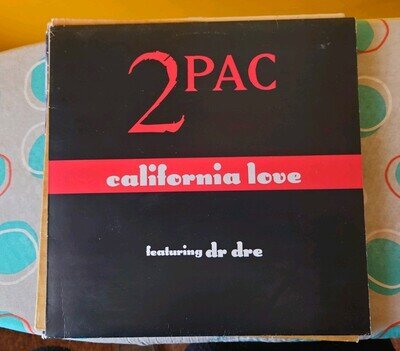 2PAC
california love
featuring dr dre